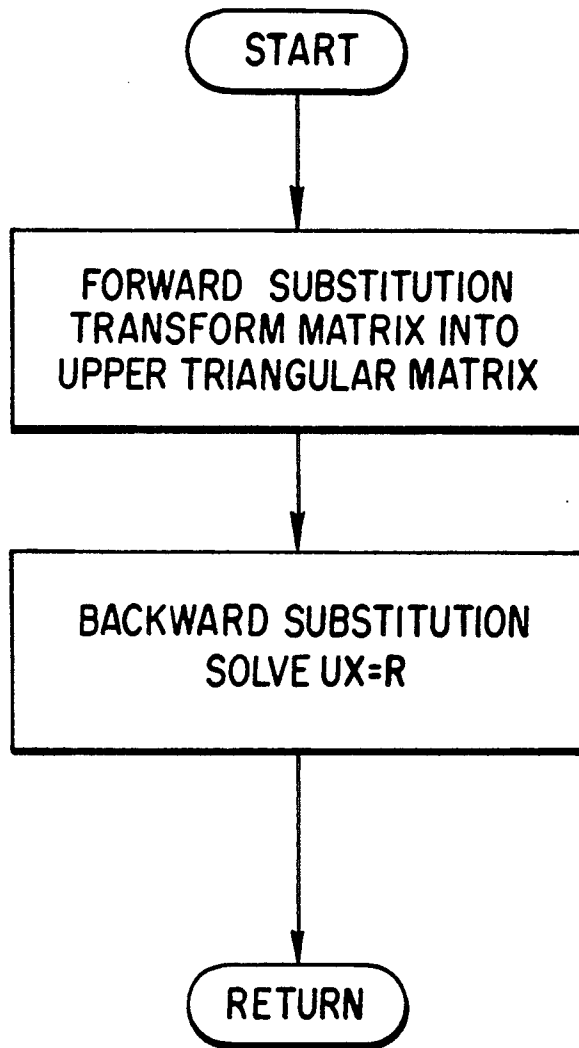 START
FORWARD SUBSTITUTION
TRANSFORM MATRIX INTO
UPPER TRIANGULAR MATRIX
BACKWARD SUBSTITUTION
SOLVE UX=R
RETURN